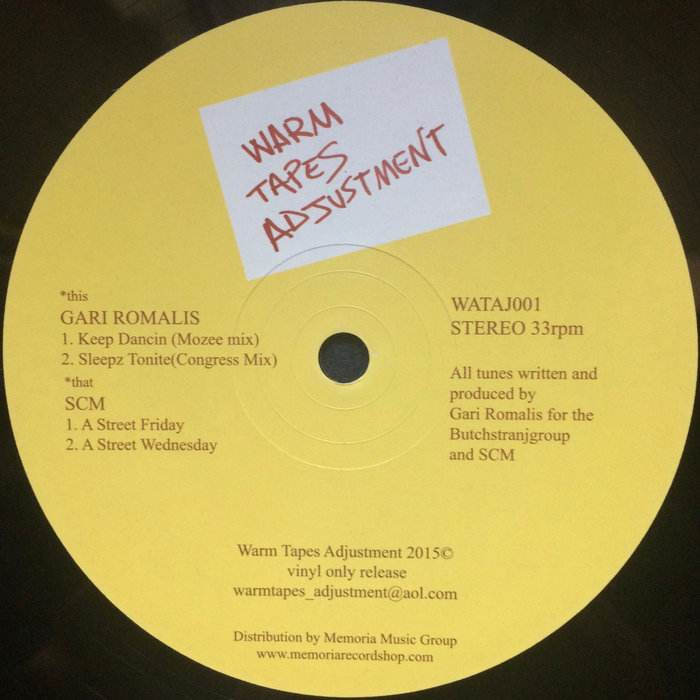 WARM
TAPES
ADJUSTMENT
*this
GARI ROMALIS
1. Keep Dancin (Mozee mix)
2. Sleepz Tonite(Congress Mix)
*that
SCM
1. A Street Friday
2. A Street Wednesday
WATAJ001
STEREO 33rpm
All tunes written and
produced by
Gari Romalis for the
Butchstranjgroup
and SCM
Warm Tapes Adjustment 2015©
vinyl only release
warmtapes_adjustment@aol.com
Distribution by Memoria Music Group
www.memoriarecordshop.com